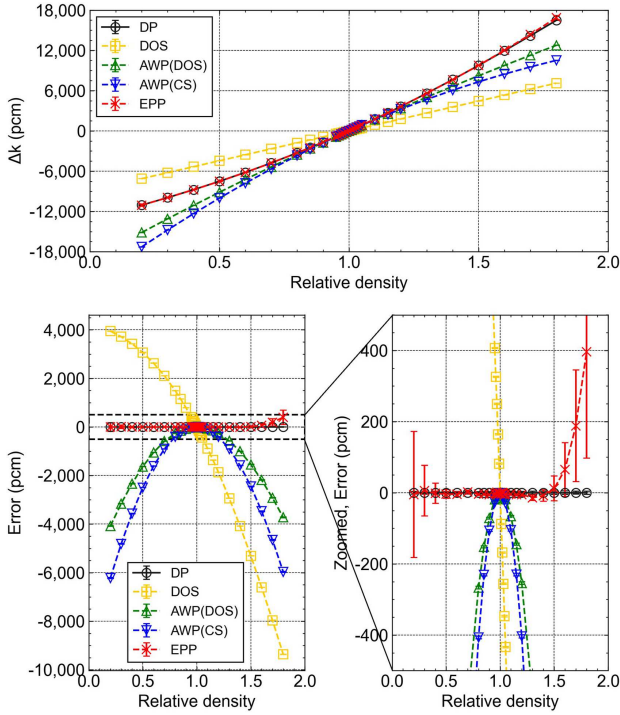 18,000
12,000
6,000
0
-6,000
-12,000
-18,000
Δk (pcm)
DP
DOS
AWP(DOS)
AWP(CS)
EPP
0.0 0.5 1.0 1.5 2.0
Relative density
4,000
2,000
0
-2,000
-4,000
-6,000
-8,000
-10,000
Error (pcm)
DP
DOS
AWP(DOS)
AWP(CS)
EPP
0.0 0.5 1.0 1.5 2.0
Relative density
400
200
0
-200
-400
Zoomed, Error (pcm)
0.0 0.5 1.0 1.5 2.0
Relative density